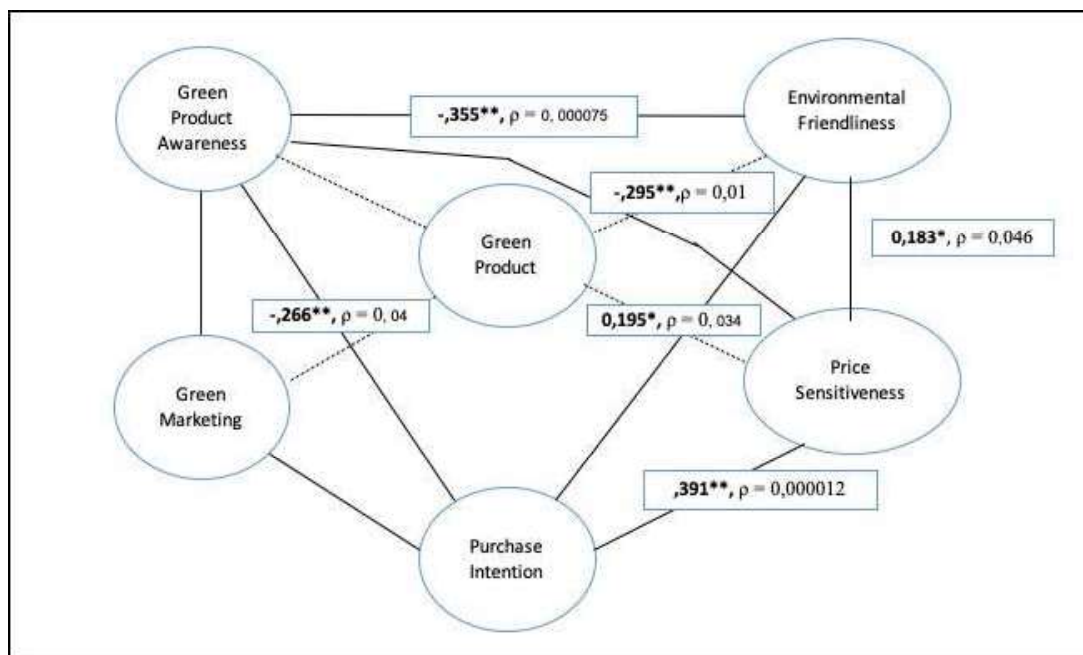 Green
Product
Awareness
Environmental
Friendliness
-,355**, ρ = 0, 000075
-,295**,ρ = 0,01
Green
Product
0,183*, ρ = 0,046
-,266**, ρ = 0, 04
0,195*, ρ = 0, 034
Green
Marketing
Price
Sensitiveness
,391**, ρ = 0,000012
Purchase
Intention